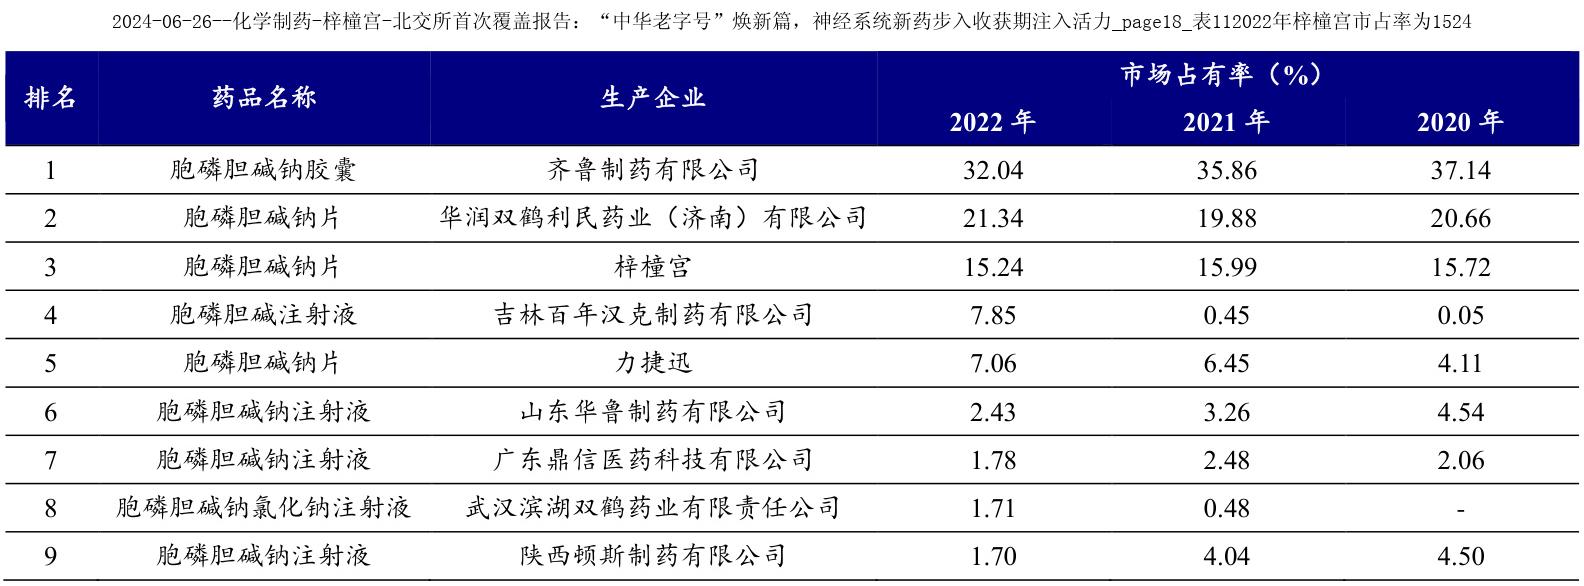 2024-06-26--化学制药-梓橦宫-北交所首次覆盖报告：“中华老字号”焕新篇，神经系统新药步入收获期注入活力_page18_表112022年梓橦宫市占率为1524
排名 药品名称 生产企业 市场占有率（%）
2022 年 2021 年 2020 年
1 胞磷胆碱钠胶囊 齐鲁制药有限公司 32.04 35.86 37.14
2 胞磷胆碱钠片 华润双鹤利民药业（济南）有限公司 21.34 19.88 20.66
3 胞磷胆碱钠片 梓橦宫 15.24 15.99 15.72
4 胞磷胆碱注射液 吉林百年汉克制药有限公司 7.85 0.45 0.05
5 胞磷胆碱钠片 力捷迅 7.06 6.45 4.11
6 胞磷胆碱钠注射液 山东华鲁制药有限公司 2.43 3.26 4.54
7 胞磷胆碱钠注射液 广东鼎信医药科技有限公司 1.78 2.48 2.06
8 胞磷胆碱钠氯化钠注射液 武汉滨湖双鹤药业有限责任公司 1.71 0.48 -
9 胞磷胆碱钠注射液 陕西顿斯制药有限公司 1.70 4.04 4.50